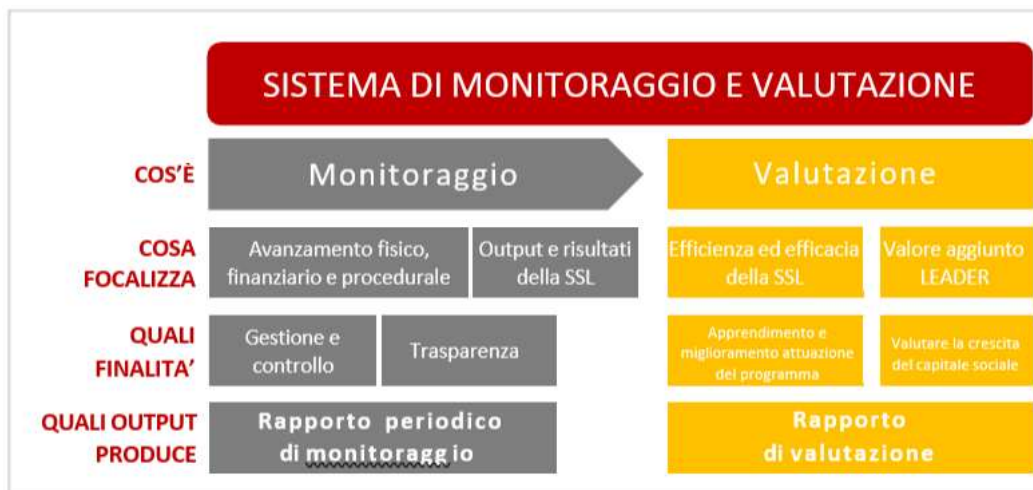 SISTEMA DI MONITORAGGIO E VALUTAZIONE
COS'È
Monitoraggio
Valutazione
COSA
FOCALIZZA
Avanzamento fisico,
finanziario e procedurale
Output e risultati
della SSL
Efficienza ed efficacia
della SSL
Valore aggiunto
LEADER
QUALI
FINALITA'
Gestione e
controllo
Trasparenza
Apprendimento e
miglioramento attuazione
del programma
Valutare la crescita
del capitale sociale
QUALI OUTPUT
PRODUCE
Rapporto periodico
di monitoraggio
Rapporto
di valutazione